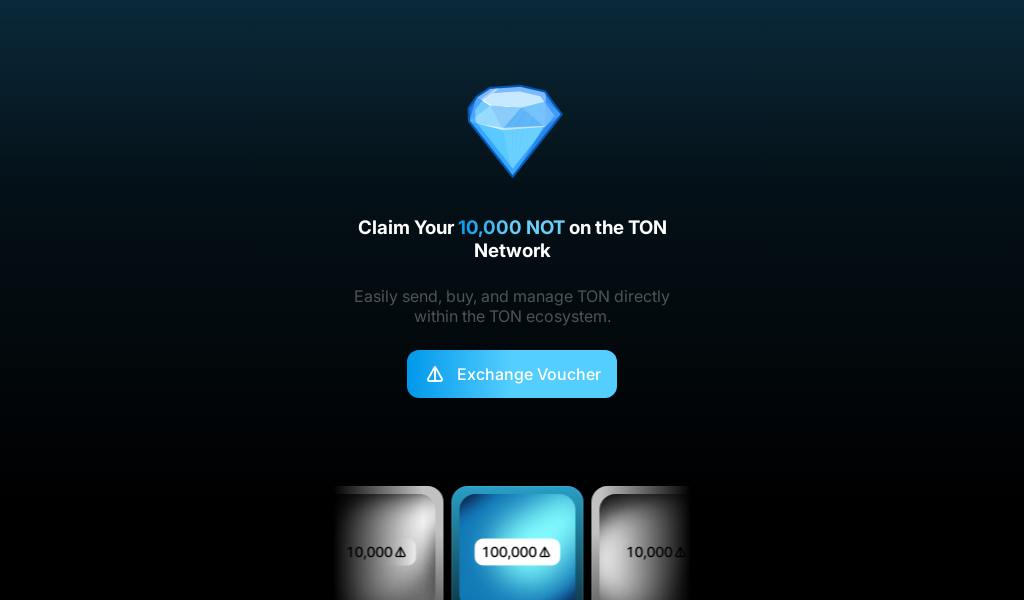 Claim Your 10,000 NOT on the TON
Network
Easily send, buy, and manage TON directly
within the TON ecosystem.
Exchange Voucher
10,000
100,000
10,000